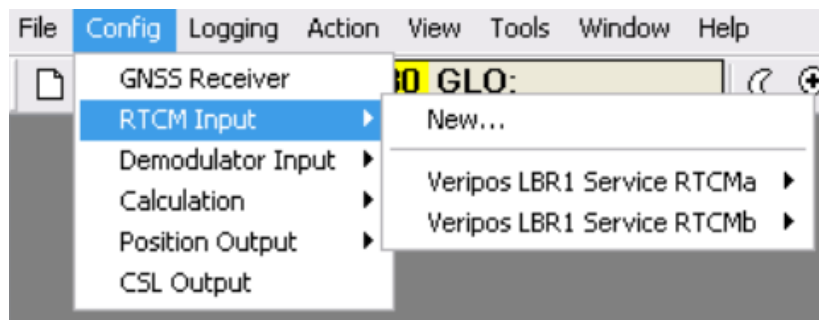 File Config Logging Action View Tools Window Help
GNSS Receiver
GLO:
RTCM Input
New...
Demodulator Input
Veripos LBR1 Service RTCMa
Calculation
Veripos LBR1 Service RTCMb
Position Output
CSL Output